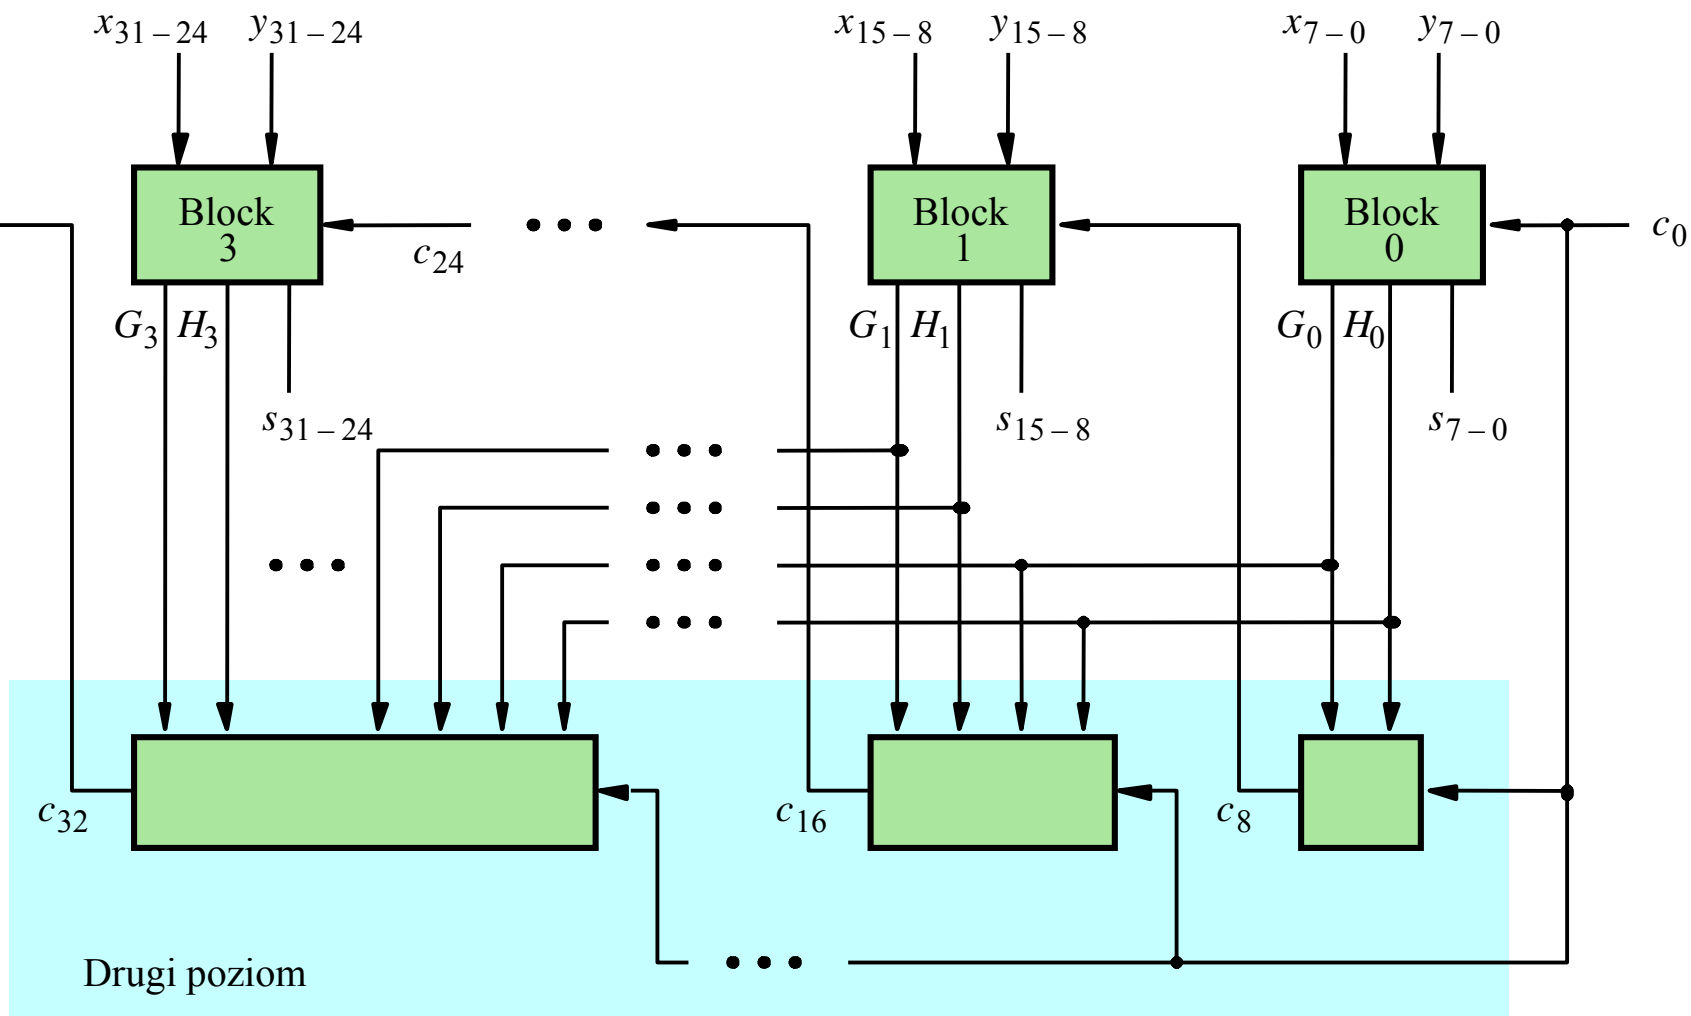 x31–24 y31–24 x15–8 y15–8 x7–0 y7–0
Block
3
Block
1
Block
0
c24
c0
G3 H3 G1 H1 G0 H0
s31–24 s15–8 s7–0
c32 c16 c8
Drugi poziom